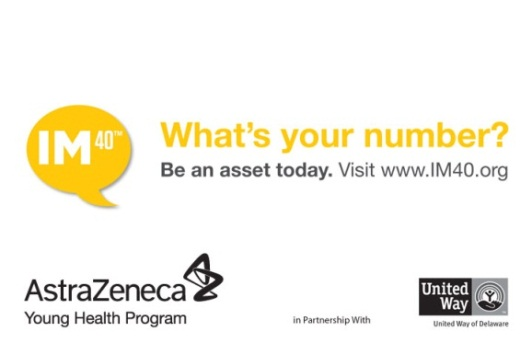 IM40™
What's your number?
Be an asset today. Visit www.IM40.org
AstraZeneca
Young Health Program
in Partnership With
United
Way
United Way of Delaware